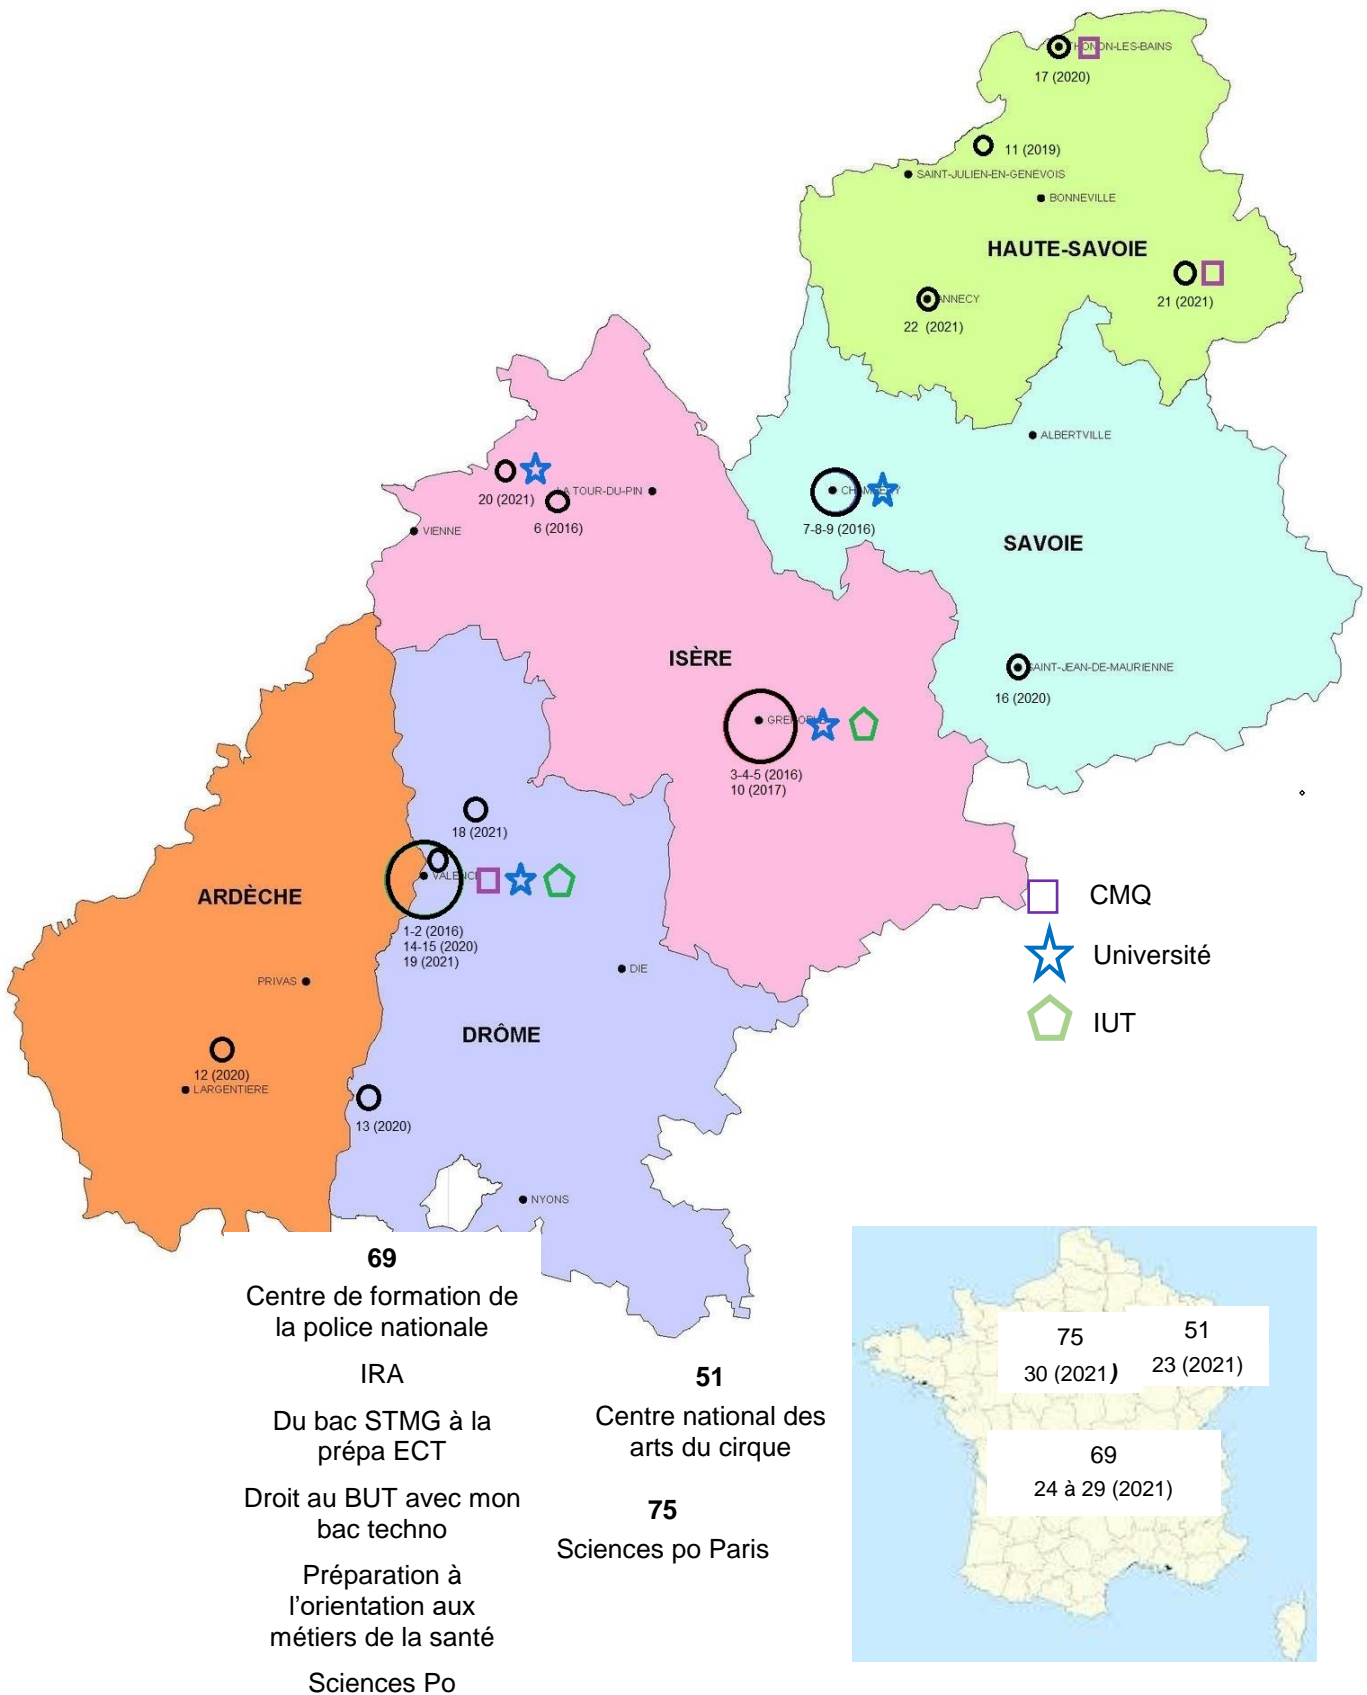 THONON-LES-BAINS
17 (2020)
11 (2019)
SAINT-JULIEN-EN-GENEVOIS
BONNEVILLE
HAUTE-SAVOIE
21 (2021)
ANNECY
22 (2021)
ALBERTVILLE
20 (2021)
LA TOUR-DU-PIN
6 (2016)
VIENNE
CHAMBÉRY
7-8-9 (2016)
SAVOIE
ISÈRE
SAINT-JEAN-DE-MAURIENNE
16 (2020)
GRENOBLE
3-4-5 (2016)
10 (2017)
18 (2021)
VALENCE
ARDÈCHE
1-2 (2016)
14-15 (2020)
19 (2021)
DIE
PRIVAS
DRÔME
12 (2020)
LARGENTIERE
13 (2020)
NYONS
CMQ
Université
IUT
69
Centre de formation de
la police nationale
IRA
Du bac STMG à la
prépa ECT
Droit au BUT avec mon
bac techno
Préparation à
l'orientation aux
métiers de la santé
Sciences Po
51
Centre national des
arts du cirque
75
Sciences po Paris
75
30 (2021)
51
23 (2021)
69
24 à 29 (2021)